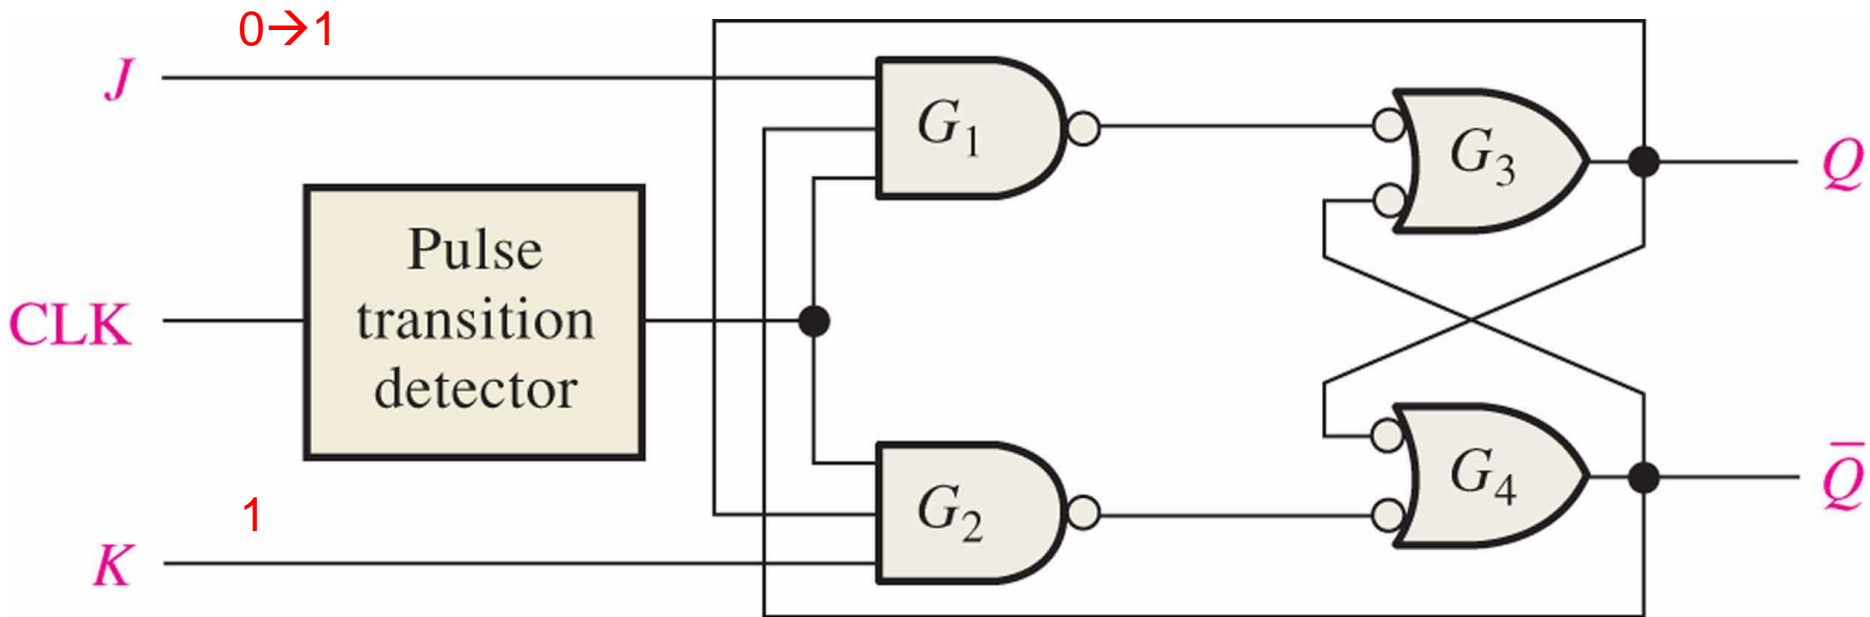 0→1
J
G₁
G₃
Q
Pulse
transition
detector
CLK
G₂
G₄
Q̅
1
K